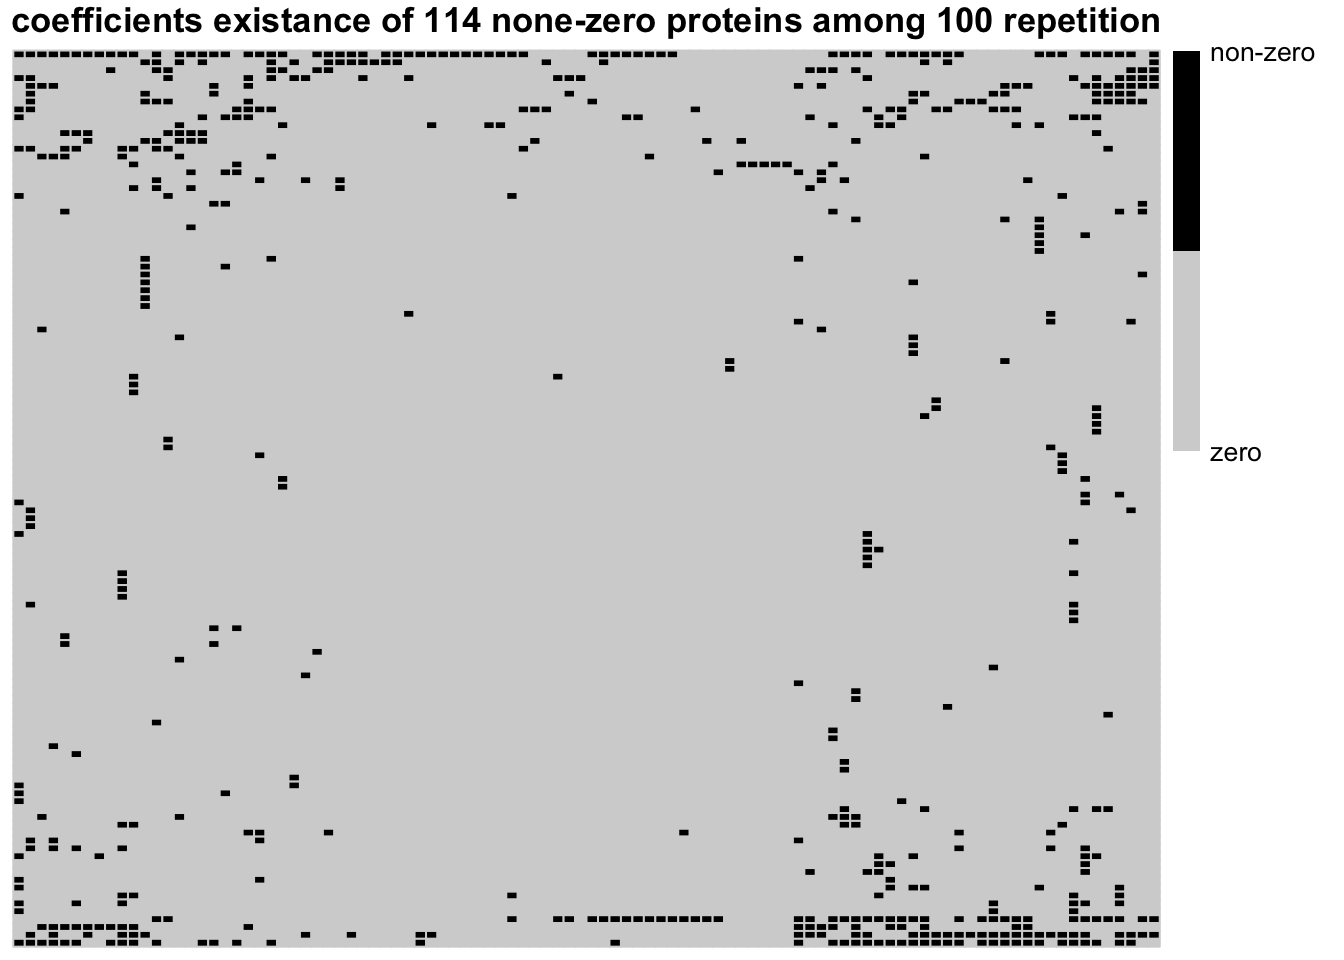 coefficients existance of 114 none-zero proteins among 100 repetition
non-zero
zero